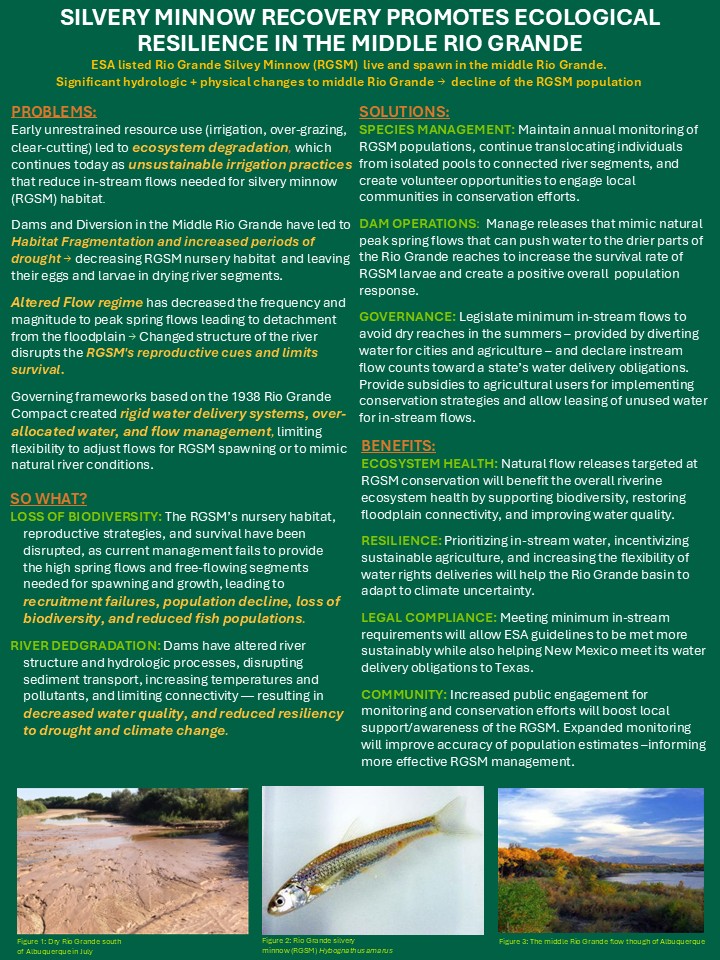 SILVERY MINNOW RECOVERY PROMOTES ECOLOGICAL
RESILIENCE IN THE MIDDLE RIO GRANDE
ESA listed Rio Grande Silvey Minnow (RGSM) live and spawn in the middle Rio Grande.
Significant hydrologic + physical changes to middle Rio Grande → decline of the RGSM population
PROBLEMS:
Early unrestrained resource use (irrigation, over-grazing,
clear-cutting) led to ecosystem degradation, which
continues today as unsustainable irrigation practices
that reduce in-stream flows needed for silvery minnow
(RGSM) habitat.
Dams and Diversion in the Middle Rio Grande have led to
Habitat Fragmentation and increased periods of
drought → decreasing RGSM nursery habitat and leaving
their eggs and larvae in drying river segments.
Altered Flow regime has decreased the frequency and
magnitude to peak spring flows leading to detachment
from the floodplain → Changed structure of the river
disrupts the RGSM's reproductive cues and limits
survival.
Governing frameworks based on the 1938 Rio Grande
Compact created rigid water delivery systems, over-
allocated water, and flow management, limiting
flexibility to adjust flows for RGSM spawning or to mimic
natural river conditions.
SO WHAT?
LOSS OF BIODIVERSITY: The RGSM's nursery habitat,
reproductive strategies, and survival have been
disrupted, as current management fails to provide
the high spring flows and free-flowing segments
needed for spawning and growth, leading to
recruitment failures, population decline, loss of
biodiversity, and reduced fish populations.
RIVER DEDGRADATION: Dams have altered river
structure and hydrologic processes, disrupting
sediment transport, increasing temperatures and
pollutants, and limiting connectivity — resulting in
decreased water quality, and reduced resiliency
to drought and climate change.
SOLUTIONS:
SPECIES MANAGEMENT: Maintain annual monitoring of
RGSM populations, continue translocating individuals
from isolated pools to connected river segments, and
create volunteer opportunities to engage local
communities in conservation efforts.
DAM OPERATIONS: Manage releases that mimic natural
peak spring flows that can push water to the drier parts of
the Rio Grande reaches to increase the survival rate of
RGSM larvae and create a positive overall population
response.
GOVERNANCE: Legislate minimum in-stream flows to
avoid dry reaches in the summers – provided by diverting
water for cities and agriculture – and declare instream
flow counts toward a state's water delivery obligations.
Provide subsidies to agricultural users for implementing
conservation strategies and allow leasing of unused water
for in-stream flows.
BENEFITS:
ECOSYSTEM HEALTH: Natural flow releases targeted at
RGSM conservation will benefit the overall riverine
ecosystem health by supporting biodiversity, restoring
floodplain connectivity, and improving water quality.
RESILIENCE: Prioritizing in-stream water, incentivizing
sustainable agriculture, and increasing the flexibility of
water rights deliveries will help the Rio Grande basin to
adapt to climate uncertainty.
LEGAL COMPLIANCE: Meeting minimum in-stream
requirements will allow ESA guidelines to be met more
sustainably while also helping New Mexico meet its water
delivery obligations to Texas.
COMMUNITY: Increased public engagement for
monitoring and conservation efforts will boost local
support/awareness of the RGSM. Expanded monitoring
will improve accuracy of population estimates –informing
more effective RGSM management.
Figure 1: Dry Rio Grande south
of Albuquerque in July
Figure 2: Rio Grande silvery
minnow (RGSM) Hybognathus amarus
Figure 3: The middle Rio Grande flow though of Albuquerque